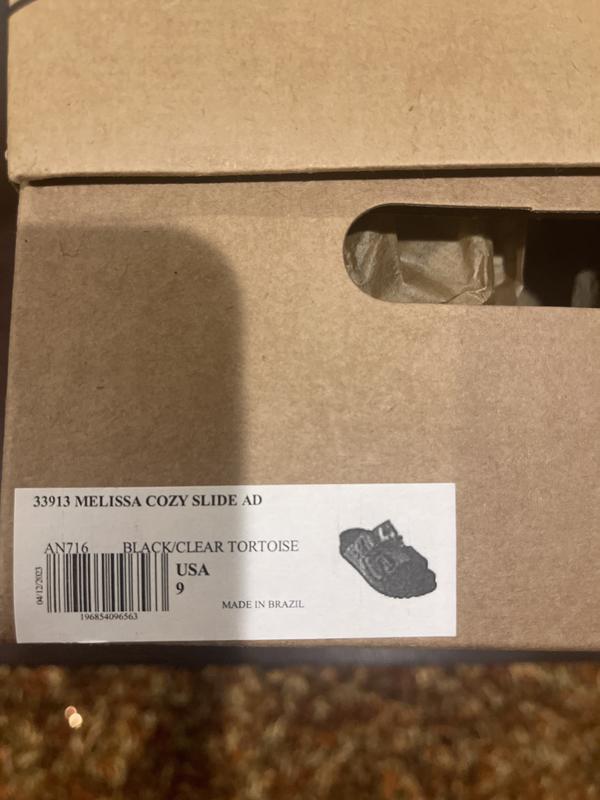 33913 MELISSA COZY SLIDE AD
AN716 BLACK/CLEAR TORTOISE
04/12/2023
USA
9
MADE IN BRAZIL
196854096563